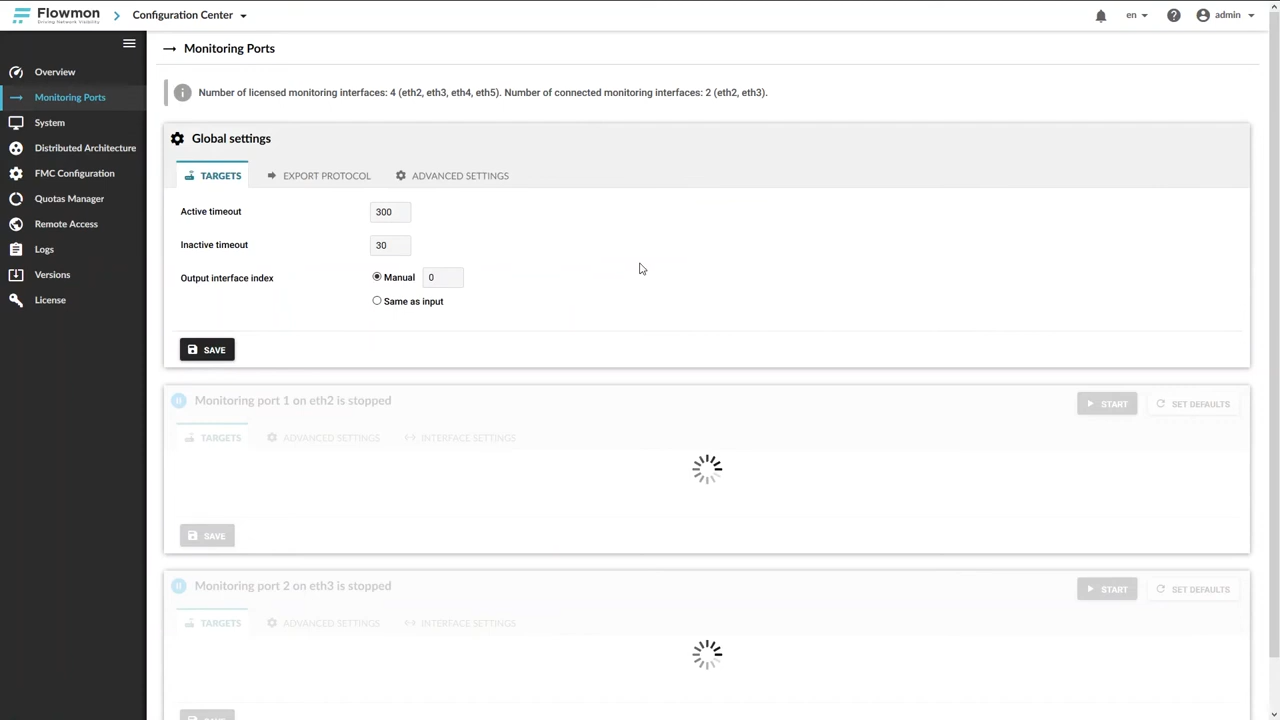 Flowmon
Driving Network Visibility
Configuration Center
en
admin
Overview
Monitoring Ports
System
Distributed Architecture
FMC Configuration
Quotas Manager
Remote Access
Logs
Versions
License
Monitoring Ports
Number of licensed monitoring interfaces: 4 (eth2, eth3, eth4, eth5). Number of connected monitoring interfaces: 2 (eth2, eth3).
Global settings
TARGETS EXPORT PROTOCOL ADVANCED SETTINGS
Active timeout 300
Inactive timeout 30
Output interface index Manual 0
Same as input
SAVE
Monitoring port 1 on eth2 is stopped START SET DEFAULTS
TARGETS ADVANCED SETTINGS INTERFACE SETTINGS
SAVE
Monitoring port 2 on eth3 is stopped START SET DEFAULTS
TARGETS ADVANCED SETTINGS INTERFACE SETTINGS